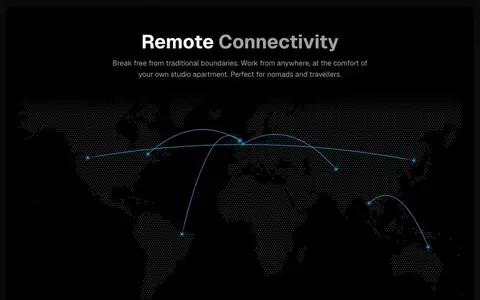 Remote Connectivity
Break free from traditional boundaries. Work from anywhere, at the comfort of
your own studio apartment. Perfect for nomads and travellers.